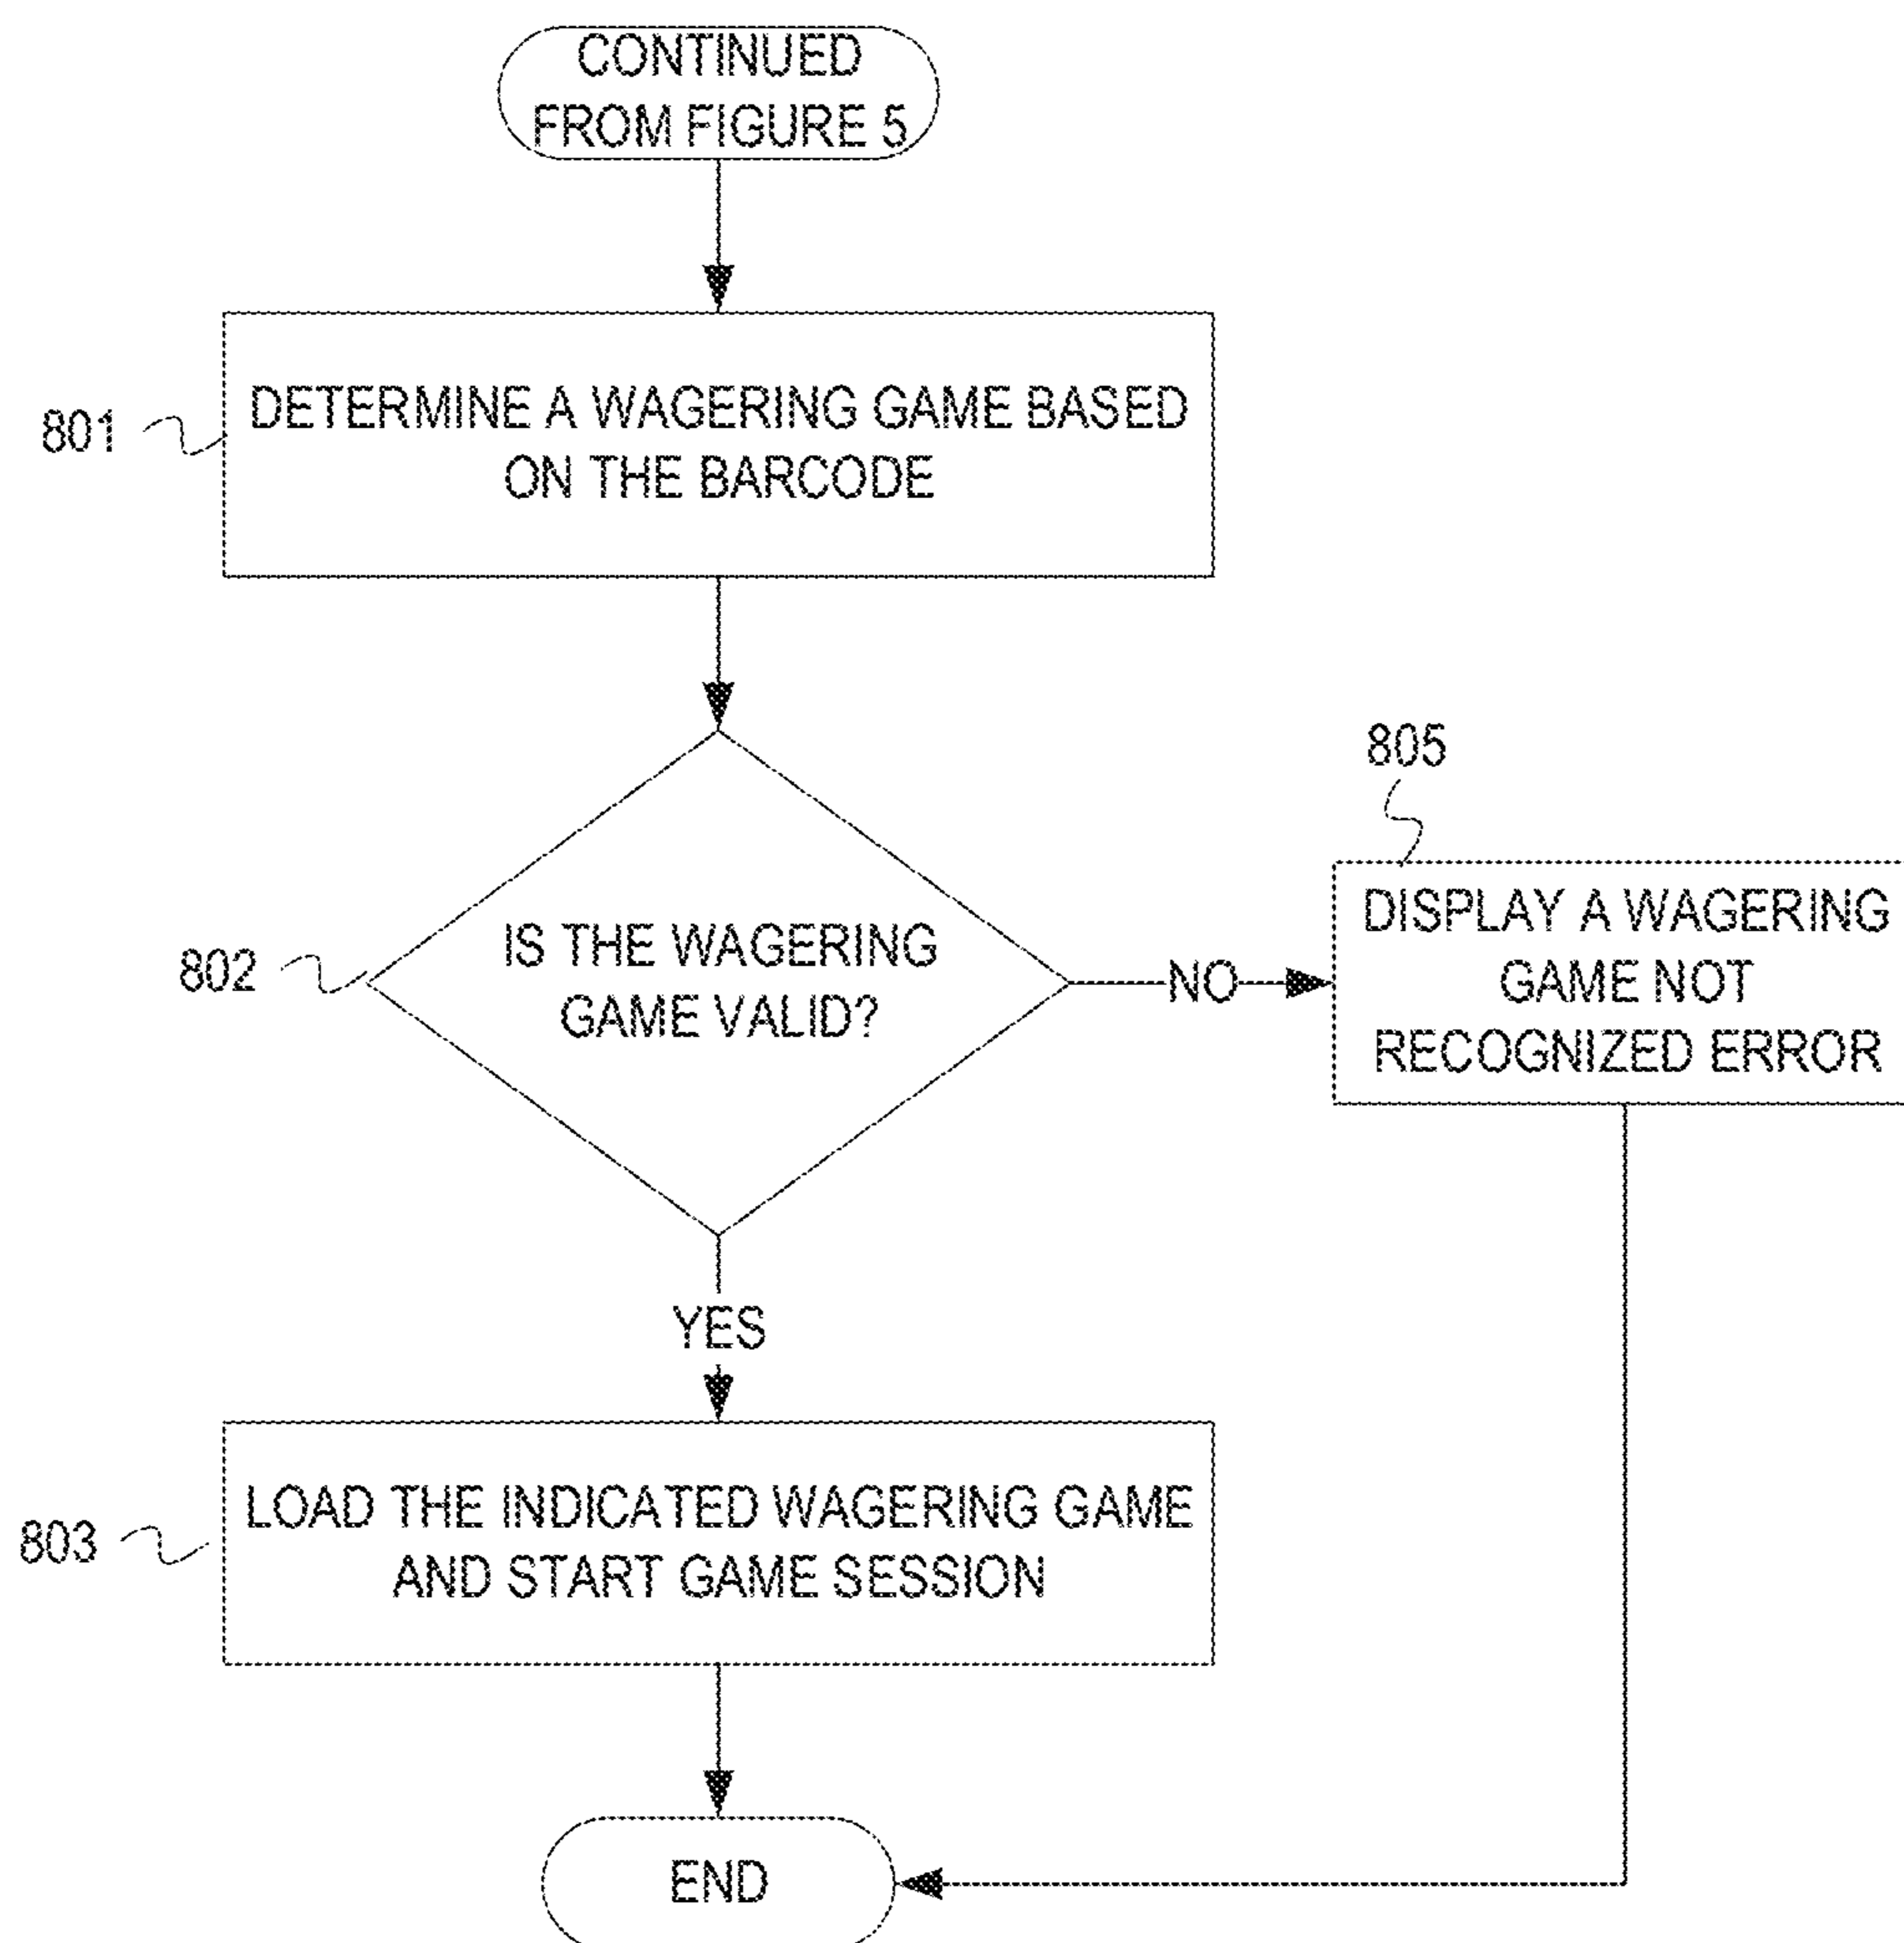 CONTINUED
FROM FIGURE 5
801
DETERMINE A WAGERING GAME BASED
ON THE BARCODE
805
802
IS THE WAGERING
GAME VALID?
NO
DISPLAY A WAGERING
GAME NOT
RECOGNIZED ERROR
YES
803
LOAD THE INDICATED WAGERING GAME
AND START GAME SESSION
END